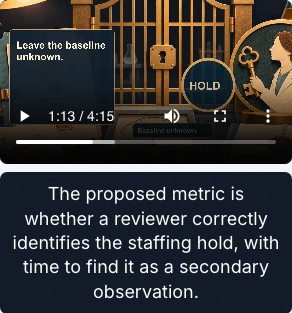 Leave the baseline
unknown.
HOLD
1:13 / 4:15
Baseline unknown
The proposed metric is
whether a reviewer correctly
identifies the staffing hold, with
time to find it as a secondary
observation.